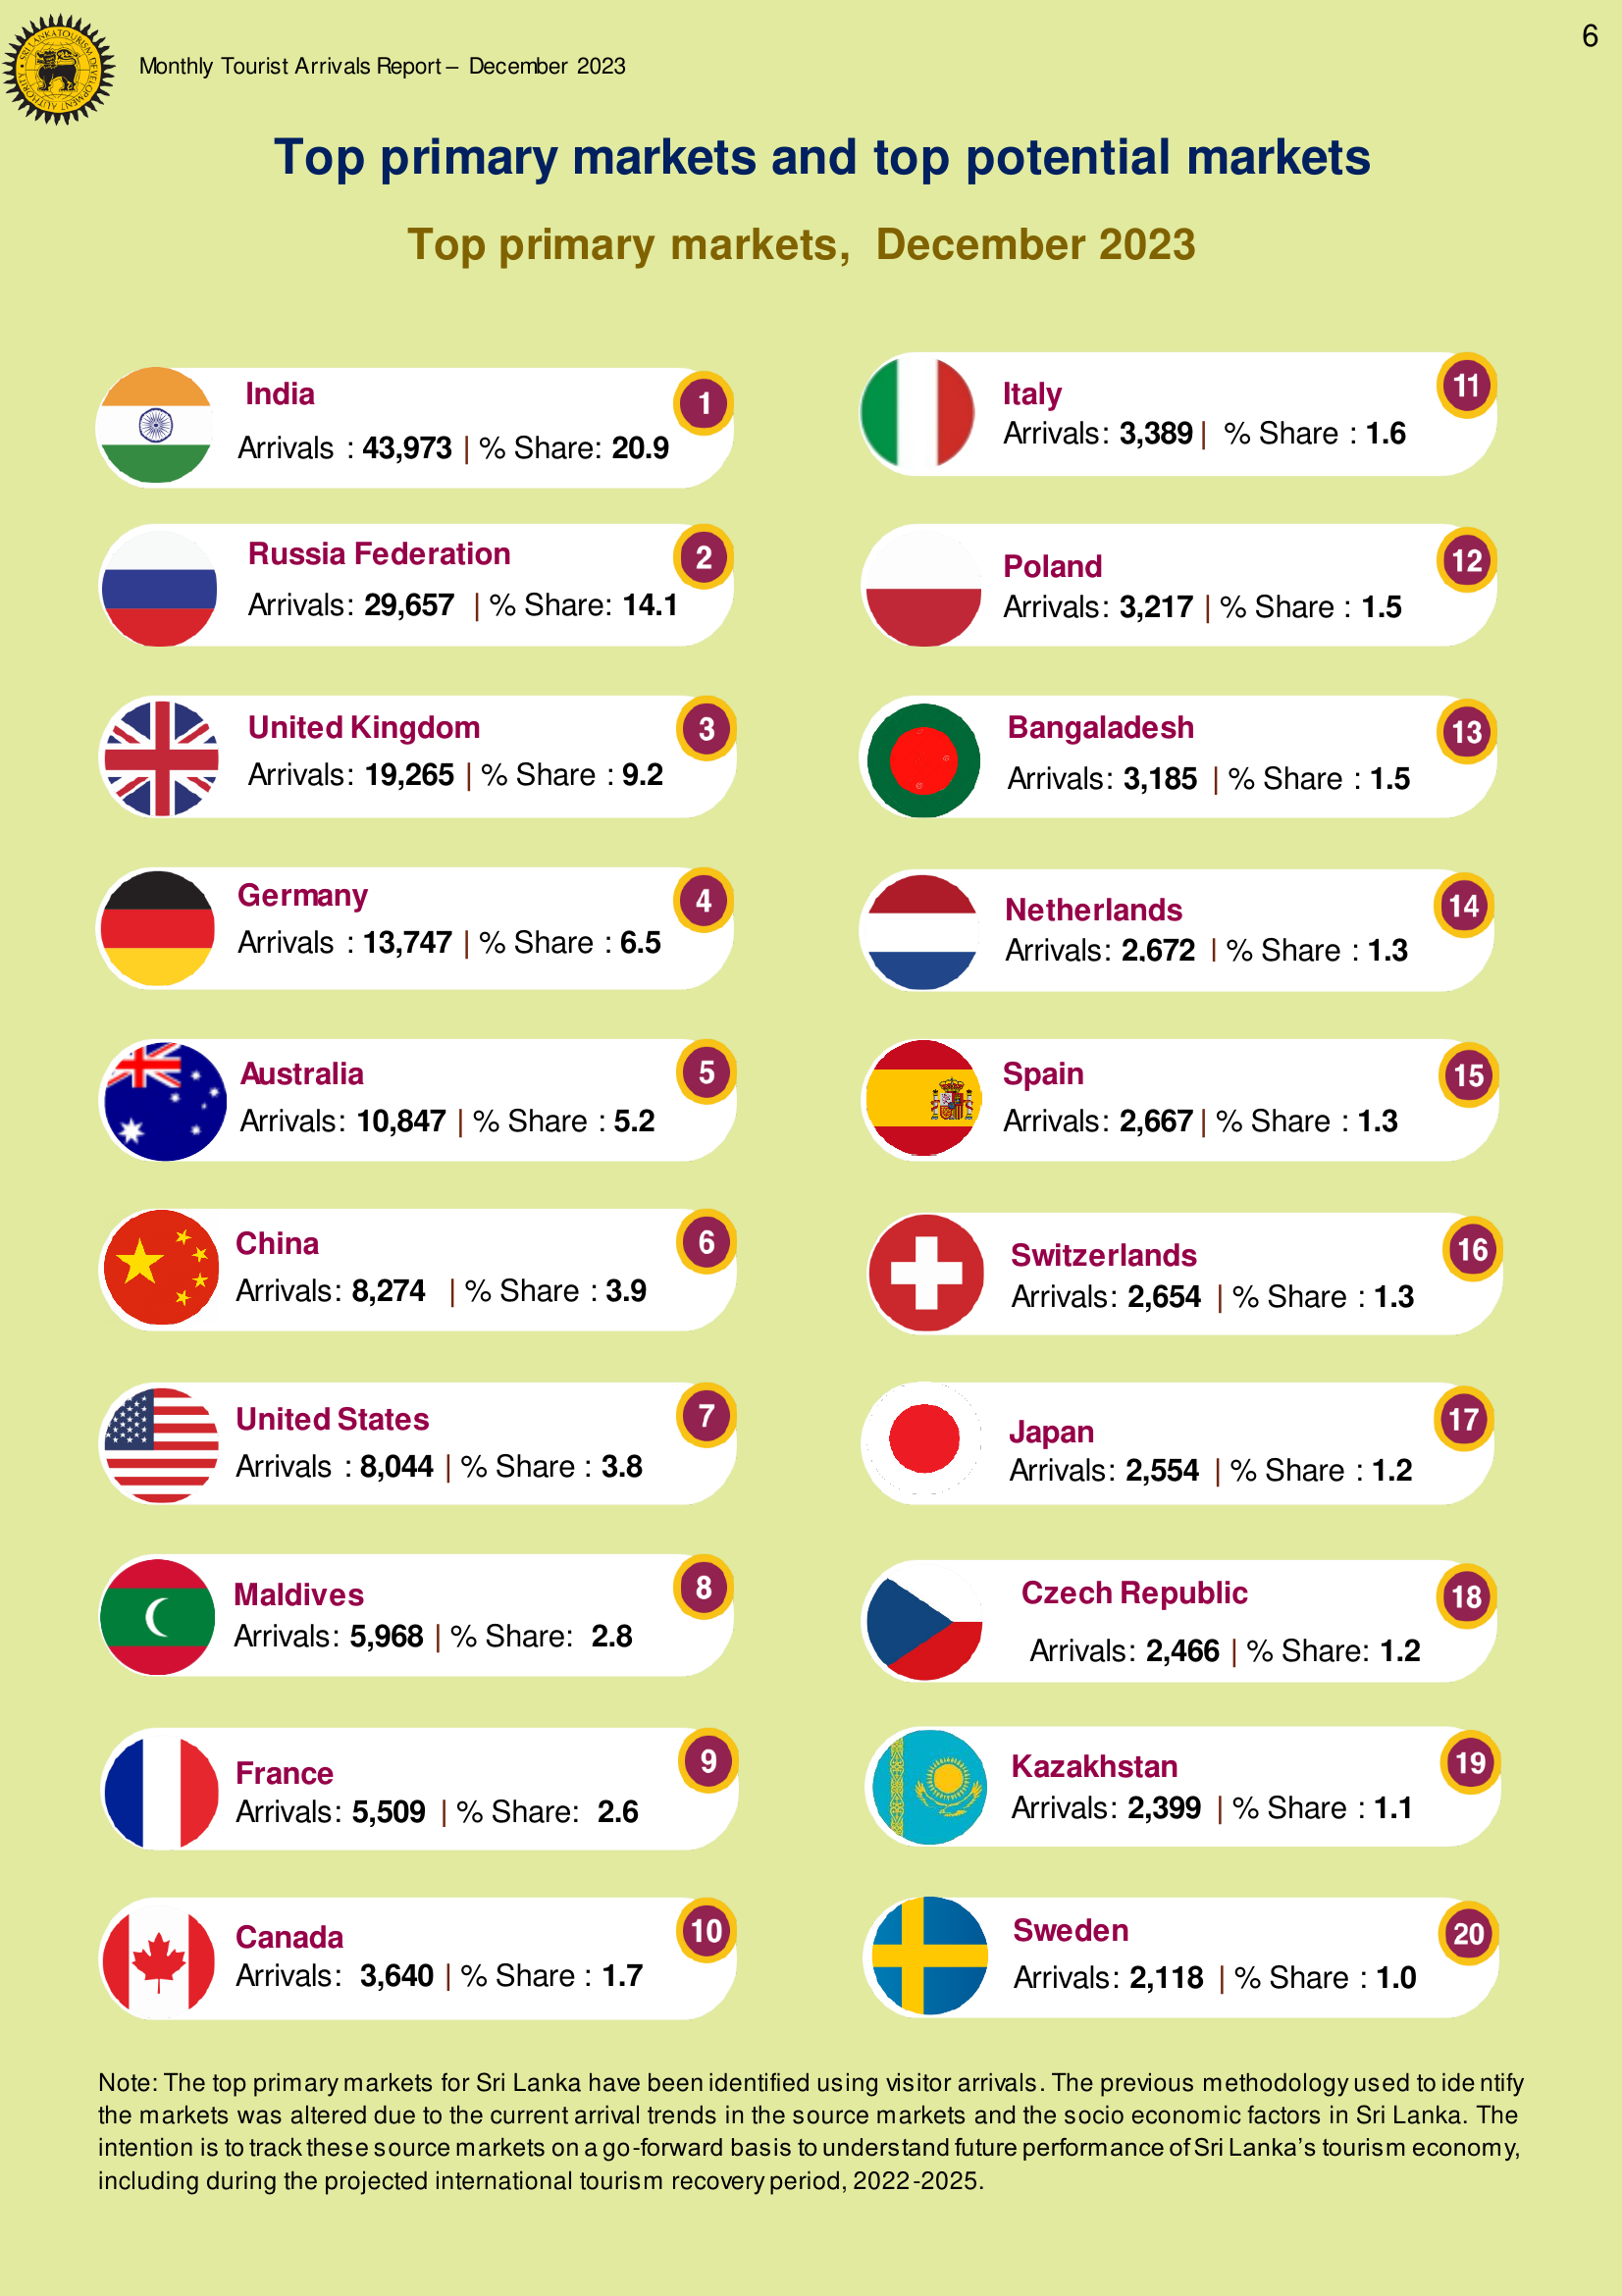 6
SRI LANKA TOURISM DEVELOPMENT AUTHORITY
Monthly Tourist Arrivals Report – December 2023
Top primary markets and top potential markets
Top primary markets, December 2023
India
1
Arrivals : 43,973 | % Share: 20.9
Russia Federation
2
Arrivals: 29,657 | % Share: 14.1
United Kingdom
3
Arrivals: 19,265 | % Share : 9.2
Germany
4
Arrivals : 13,747 | % Share : 6.5
Australia
5
Arrivals: 10,847 | % Share : 5.2
China
6
Arrivals: 8,274 | % Share : 3.9
United States
7
Arrivals : 8,044 | % Share : 3.8
Maldives
8
Arrivals: 5,968 | % Share: 2.8
France
9
Arrivals: 5,509 | % Share: 2.6
Canada
10
Arrivals: 3,640 | % Share : 1.7
Italy
11
Arrivals: 3,389 | % Share : 1.6
Poland
12
Arrivals: 3,217 | % Share : 1.5
Bangaladesh
13
Arrivals: 3,185 | % Share : 1.5
Netherlands
14
Arrivals: 2.672 | % Share : 1.3
Spain
15
Arrivals: 2,667 | % Share : 1.3
Switzerlands
16
Arrivals: 2,654 | % Share : 1.3
Japan
17
Arrivals: 2,554 | % Share : 1.2
Czech Republic
18
Arrivals: 2,466 | % Share: 1.2
Kazakhstan
19
Arrivals: 2,399 | % Share : 1.1
Sweden
20
Arrivals: 2,118 | % Share : 1.0
Note: The top primary markets for Sri Lanka have been identified using visitor arrivals. The previous methodology used to identify
the markets was altered due to the current arrival trends in the source markets and the socio economic factors in Sri Lanka. The
intention is to track these source markets on a go-forward basis to understand future performance of Sri Lanka’s tourism economy,
including during the projected international tourism recovery period, 2022-2025.